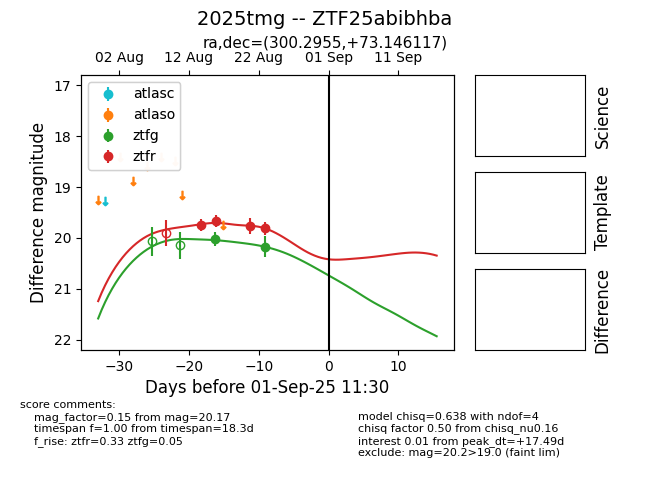 2025tmg -- ZTF25abibhba
ra,dec=(300.2955,+73.146117)
02 Aug 12 Aug 22 Aug 01 Sep 11 Sep
atlasc
atlaso
ztfg
ztfr
17
18
19
20
21
22
Difference magnitude
−30 −20 −10 0 10
Days before 01-Sep-25 11:30
Science
Template
Difference
score comments:
mag_factor=0.15 from mag=20.17
timespan f=1.00 from timespan=18.3d
f_rise: ztfr=0.33 ztfg=0.05
model chisq=0.638 with ndof=4
chisq factor 0.50 from chisq_nu0.16
interest 0.01 from peak_dt=+17.49d
exclude: mag=20.2>19.0 (faint lim)